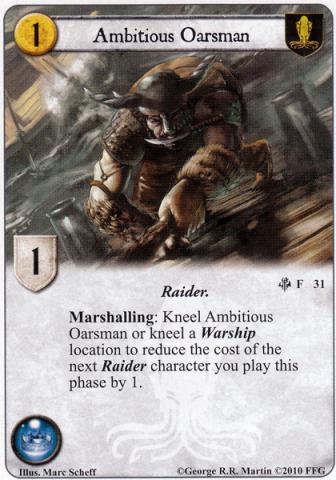 1
Ambitious Oarsman
1
Raider.
F 31
Marshalling: Kneel Ambitious
Oarsman or kneel a Warship
location to reduce the cost of the
next Raider character you play this
phase by 1.
Illus. Marc Scheff
©George R.R. Martin ©2010 FFG